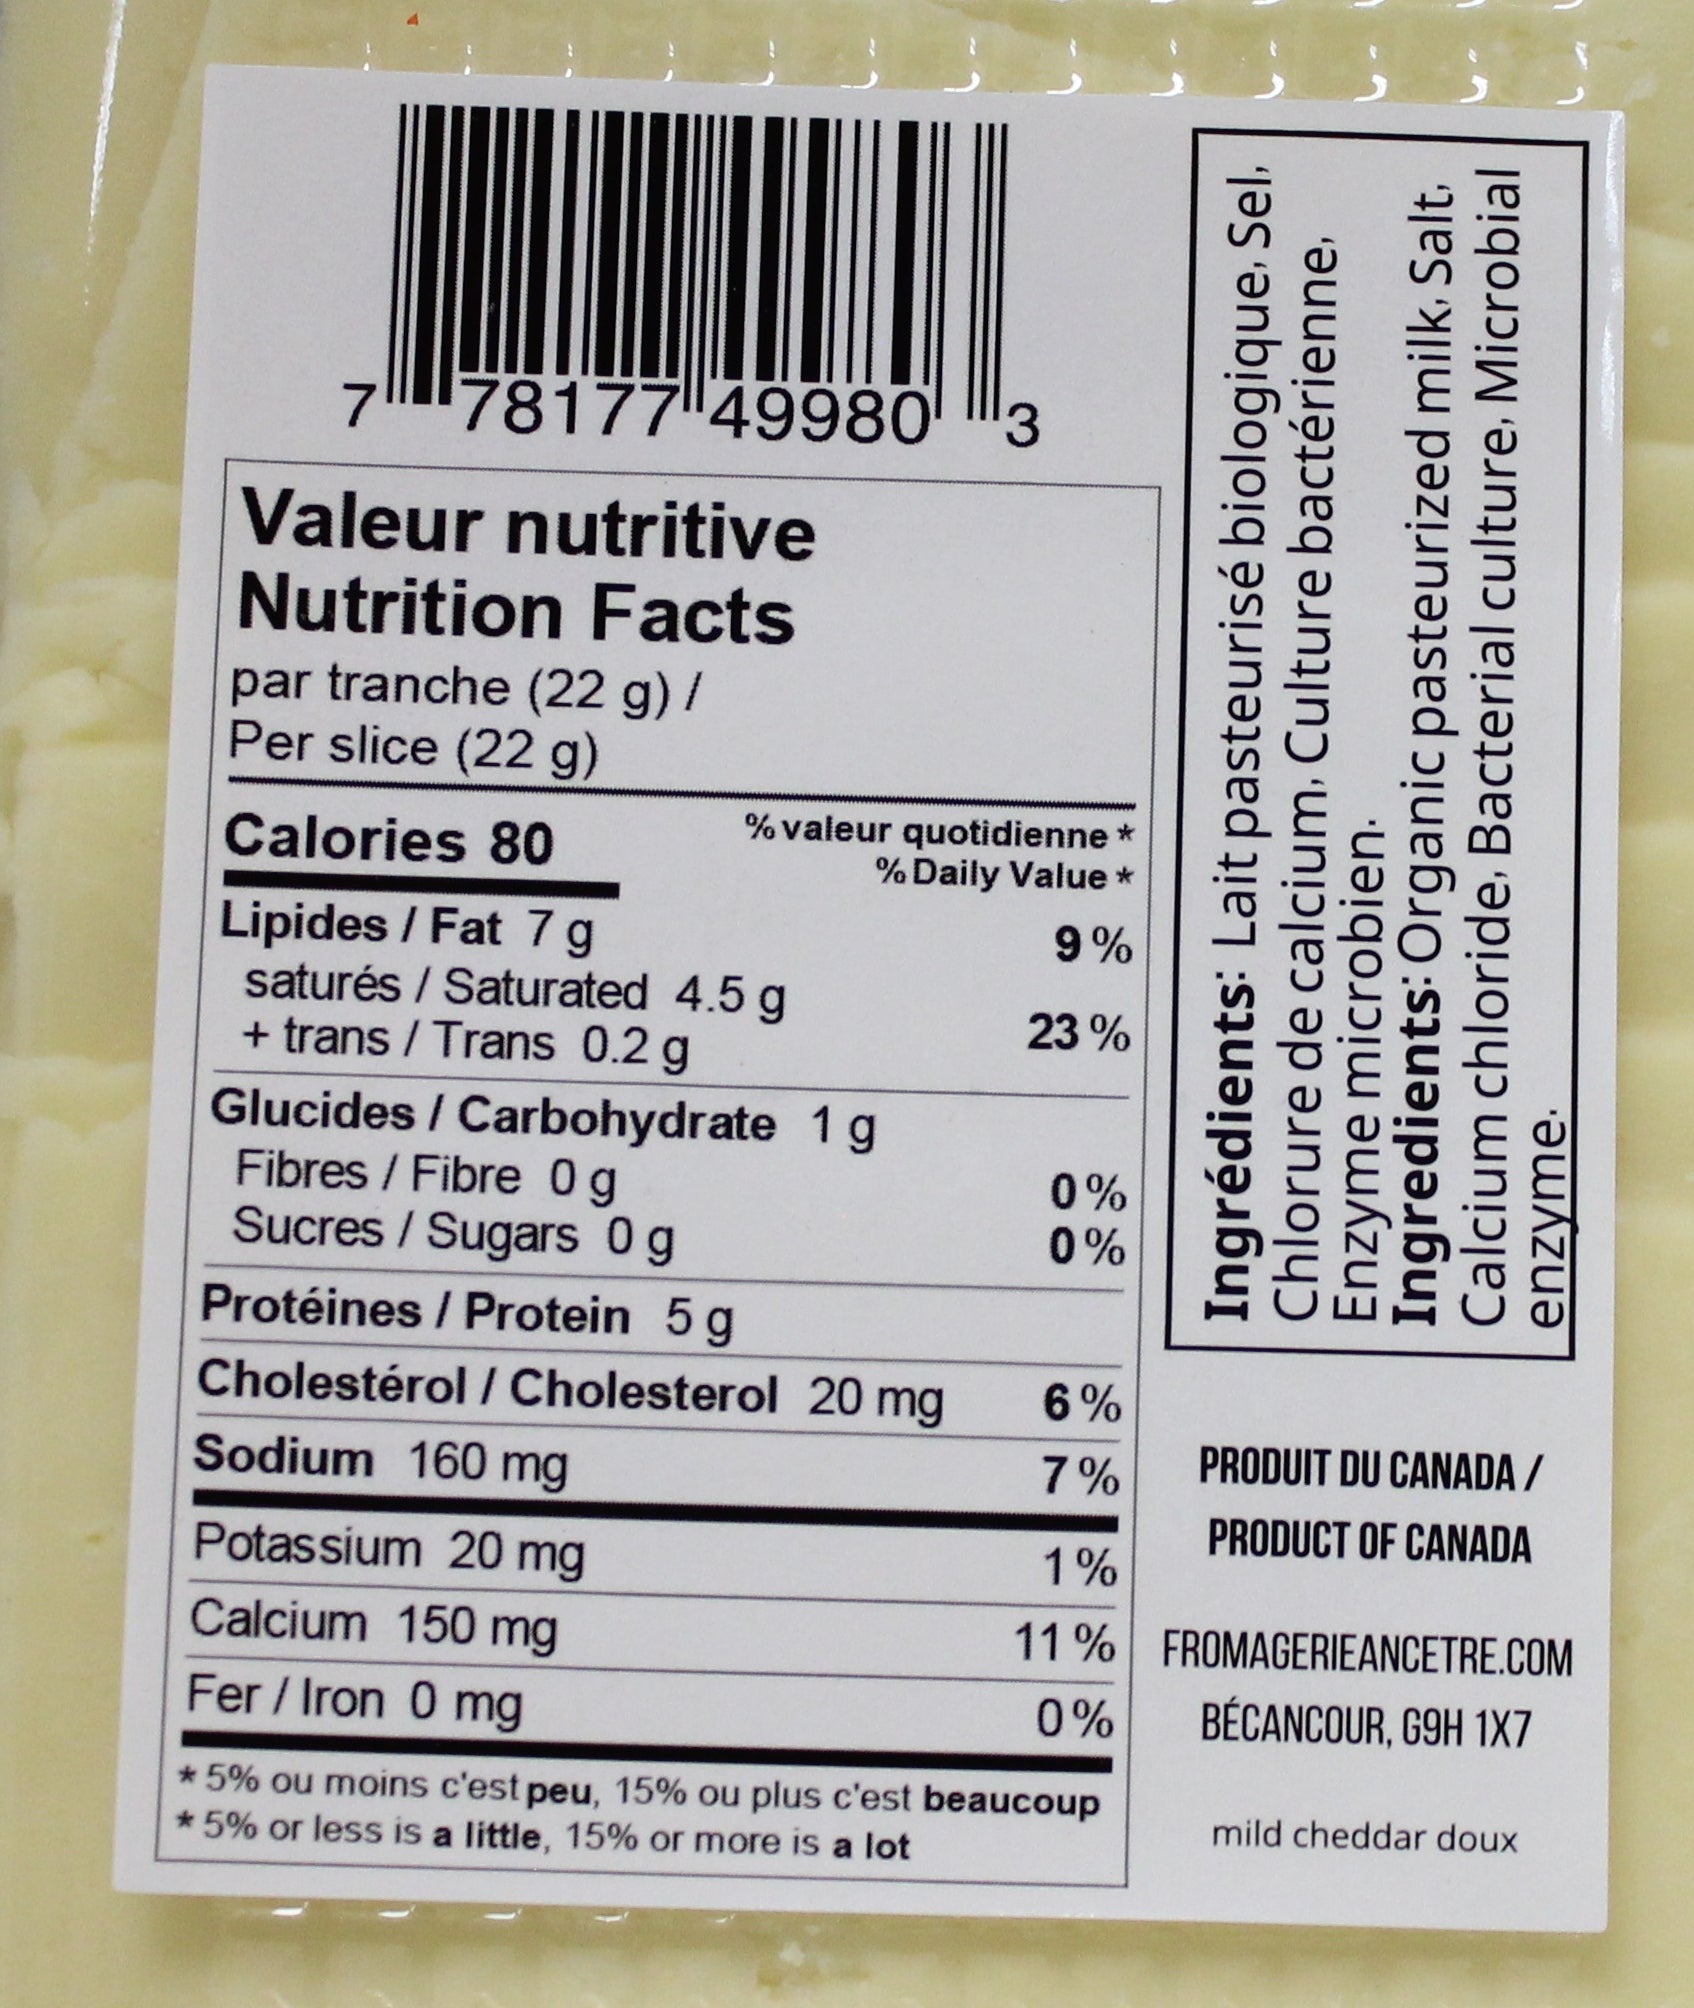 7 78177 49980 3
Valeur nutritive
Nutrition Facts
par tranche (22 g) /
Per slice (22 g)
Calories 80
% valeur quotidienne *
% Daily Value *
Lipides / Fat 7 g 9 %
saturés / Saturated 4.5 g
+ trans / Trans 0.2 g 23 %
Glucides / Carbohydrate 1 g
Fibres / Fibre 0 g 0 %
Sucres / Sugars 0 g 0 %
Protéines / Protein 5 g
Cholestérol / Cholesterol 20 mg 6 %
Sodium 160 mg 7 %
Potassium 20 mg 1 %
Calcium 150 mg 11 %
Fer / Iron 0 mg 0 %
* 5% ou moins c'est peu, 15% ou plus c'est beaucoup
* 5% or less is a little, 15% or more is a lot
Ingrédients: Lait pasteurisé biologique, Sel,
Chlorure de calcium, Culture bactérienne,
Enzyme microbien.
Ingredients: Organic pasteurized milk, Salt,
Calcium chloride, Bacterial culture, Microbial
enzyme.
PRODUIT DU CANADA /
PRODUCT OF CANADA
FROMAGERIEANCETRE.COM
BÉCANCOUR, G9H 1X7
mild cheddar doux